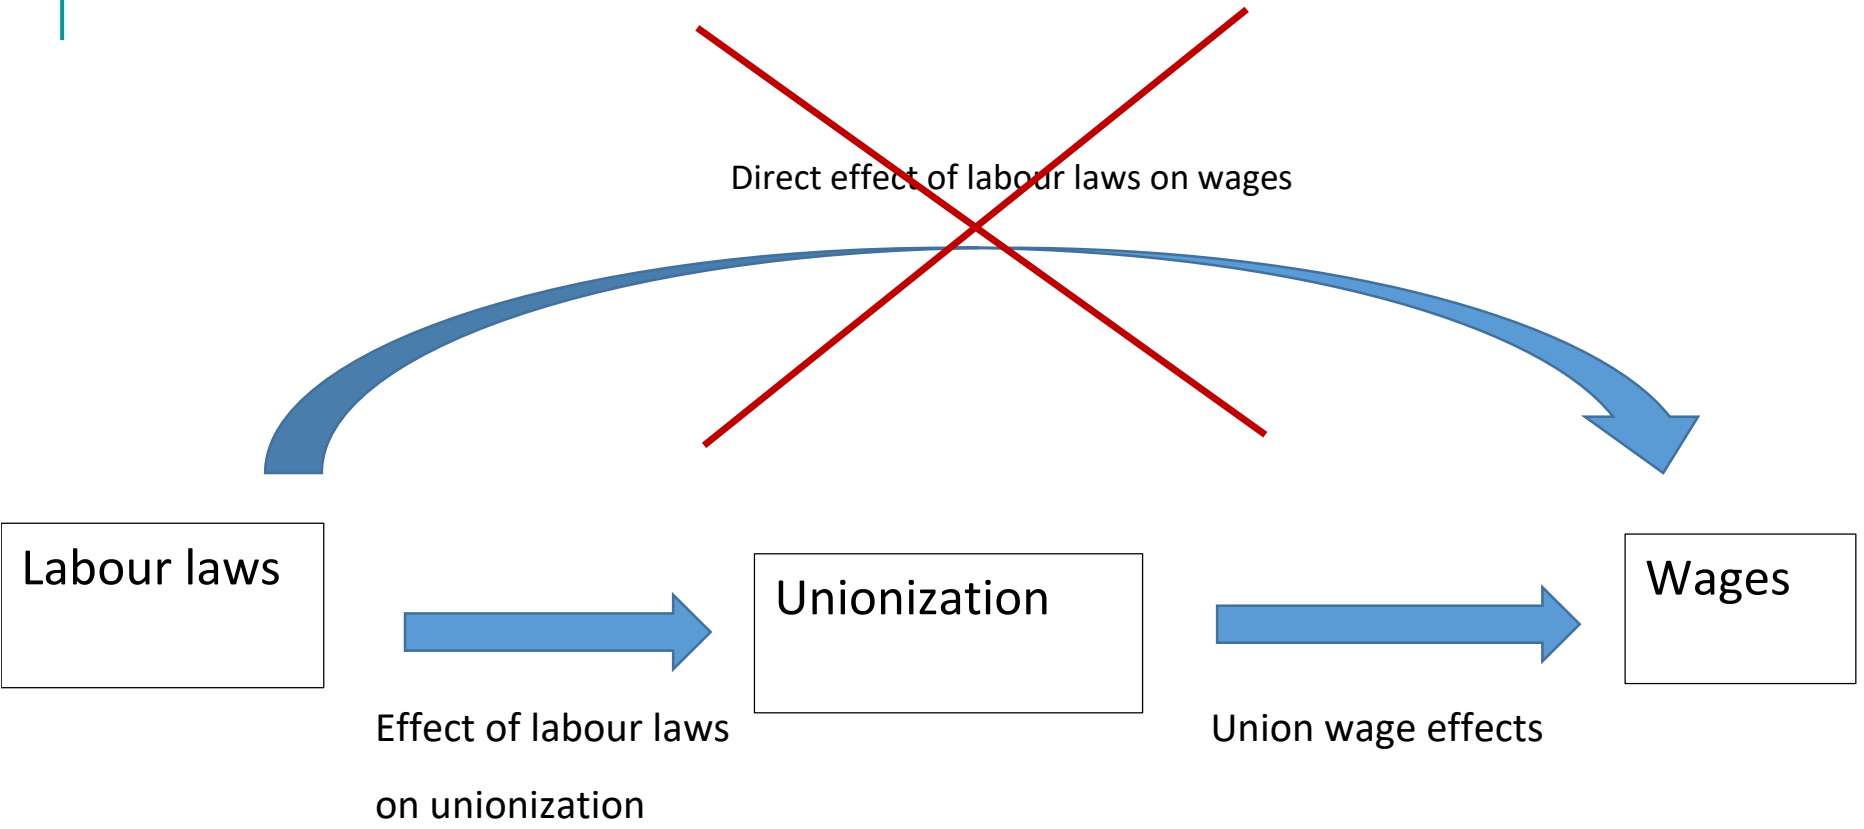 Direct effect of labour laws on wages
Labour laws
Unionization
Wages
Effect of labour laws
on unionization
Union wage effects